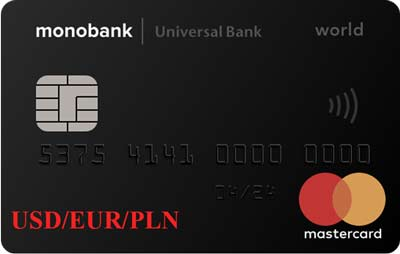 monobank | Universal Bank world
5375 4141 0000 0000
04/24
USD/EUR/PLN
mastercard